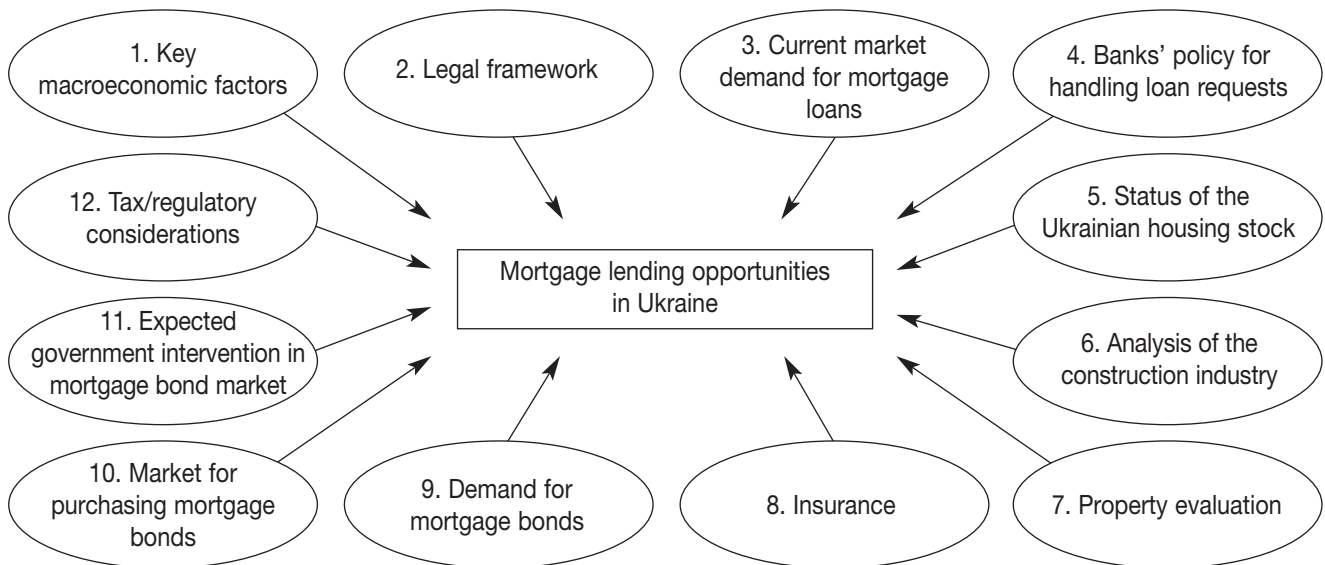 1. Key
macroeconomic factors
2. Legal framework
3. Current market
demand for mortgage
loans
4. Banks’ policy for
handling loan requests
12. Tax/regulatory
considerations
5. Status of the
Ukrainian housing stock
Mortgage lending opportunities
in Ukraine
11. Expected
government intervention in
mortgage bond market
6. Analysis of the
construction industry
10. Market for
purchasing mortgage
bonds
9. Demand for
mortgage bonds
8. Insurance
7. Property evaluation